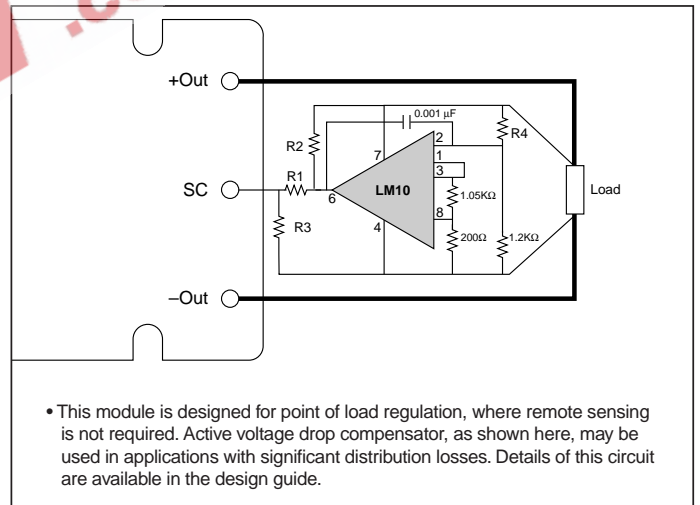 +Out
0.001 µF
R2
R4
7
2
1
3
R1
SC
6
LM10
1.05KΩ
Load
R3
4
8
200Ω
1.2KΩ
–Out
• This module is designed for point of load regulation, where remote sensing
is not required. Active voltage drop compensator, as shown here, may be
used in applications with significant distribution losses. Details of this circuit
are available in the design guide.